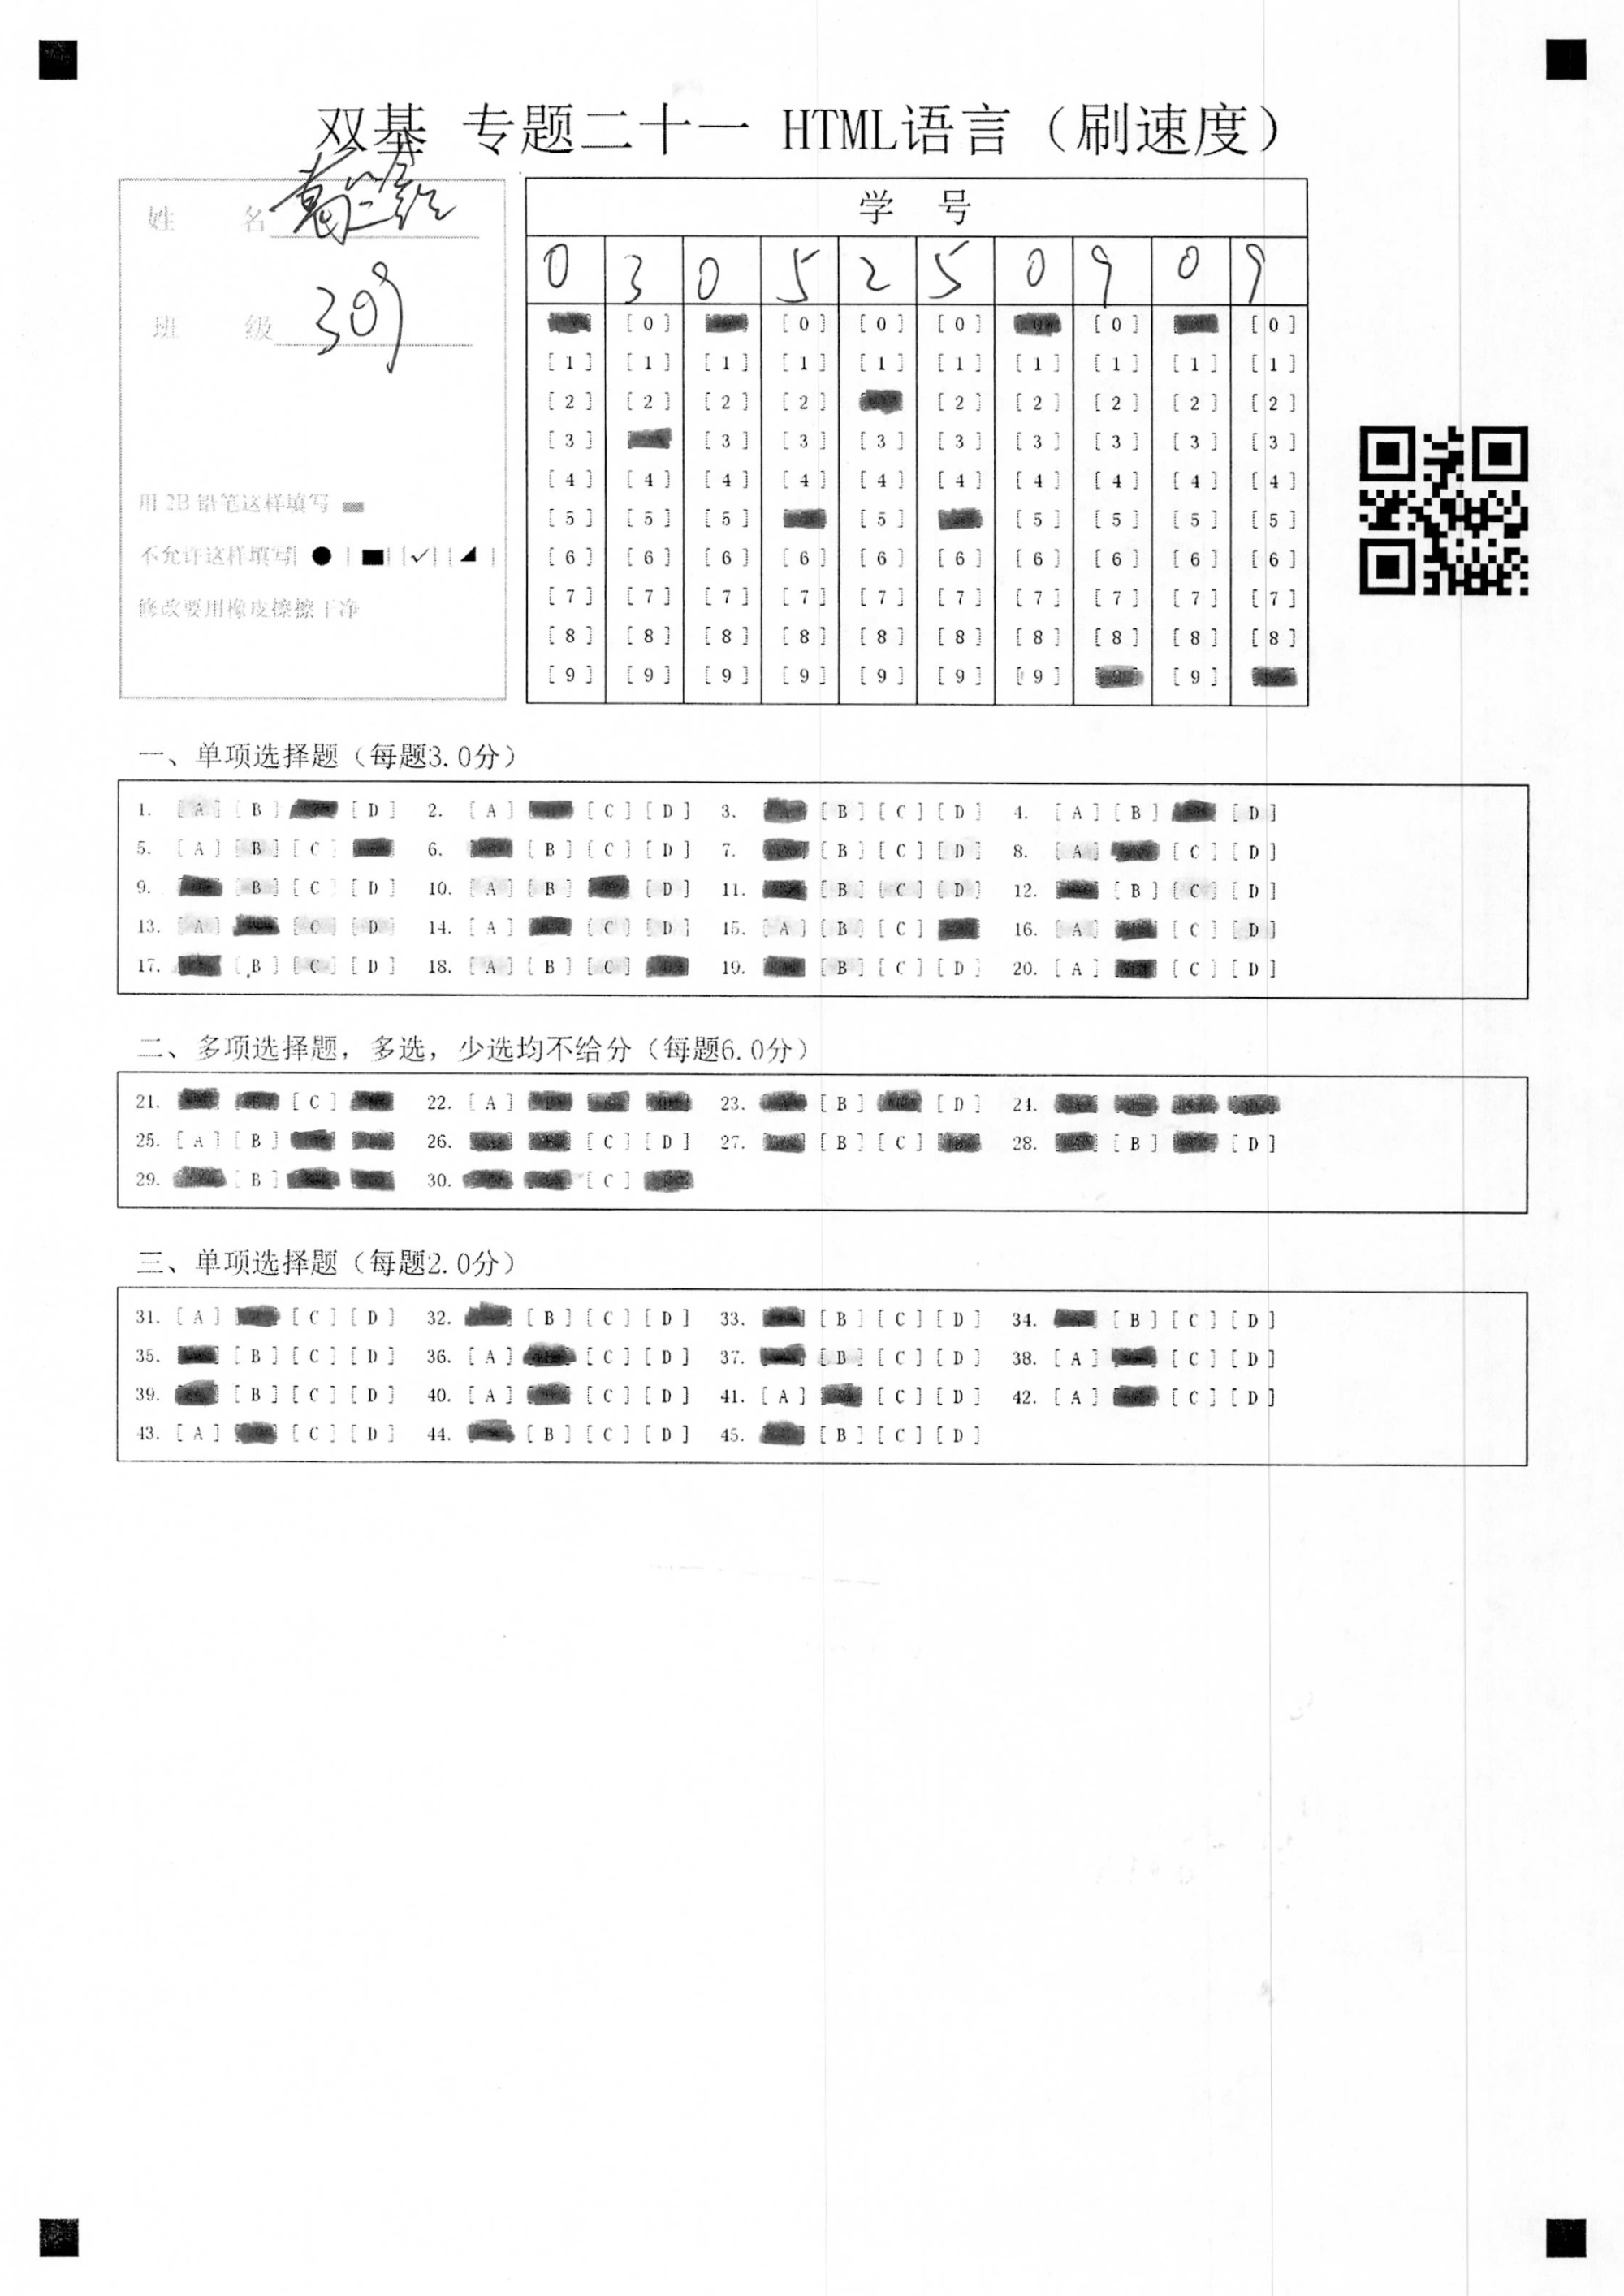 双基 专题二十一 HTML语言（刷速度）
姓 名
班 级 309
用2B铅笔这样填写
不允许这样填写
修改要用橡皮擦擦干净
学 号
0 3 0 5 2 5 0 9 0 9
[0] [0] [0] [0] [0] [0]
[1] [1] [1] [1] [1] [1] [1] [1] [1] [1]
[2] [2] [2] [2] [2] [2] [2] [2] [2]
[3] [3] [3] [3] [3] [3] [3] [3] [3]
[4] [4] [4] [4] [4] [4] [4] [4] [4] [4]
[5] [5] [5] [5] [5] [5] [5] [5]
[6] [6] [6] [6] [6] [6] [6] [6] [6] [6]
[7] [7] [7] [7] [7] [7] [7] [7] [7] [7]
[8] [8] [8] [8] [8] [8] [8] [8] [8] [8]
[9] [9] [9] [9] [9] [9] [9] [9]
一、单项选择题（每题3.0分）
1. [A] [B] [D] 2. [A] [C] [D] 3. [B] [C] [D] 4. [A] [B] [D]
5. [A] [B] [C] 6. [B] [C] [D] 7. [B] [C] [D] 8. [A] [C] [D]
9. [B] [C] [D] 10. [A] [B] [D] 11. [B] [C] [D] 12. [B] [C] [D]
13. [A] [C] [D] 14. [A] [C] [D] 15. [A] [B] [C] 16. [A] [C] [D]
17. [B] [C] [D] 18. [A] [B] [C] 19. [B] [C] [D] 20. [A] [C] [D]
二、多项选择题，多选，少选均不给分（每题6.0分）
21. [C] 22. [A] 23. [B] [D] 24.
25. [A] [B] 26. [C] [D] 27. [B] [C] 28. [B] [D]
29. [B] 30. [C]
三、单项选择题（每题2.0分）
31. [A] [C] [D] 32. [B] [C] [D] 33. [B] [C] [D] 34. [B] [C] [D]
35. [B] [C] [D] 36. [A] [C] [D] 37. [B] [C] [D] 38. [A] [C] [D]
39. [B] [C] [D] 40. [A] [C] [D] 41. [A] [C] [D] 42. [A] [C] [D]
43. [A] [C] [D] 44. [B] [C] [D] 45. [B] [C] [D]